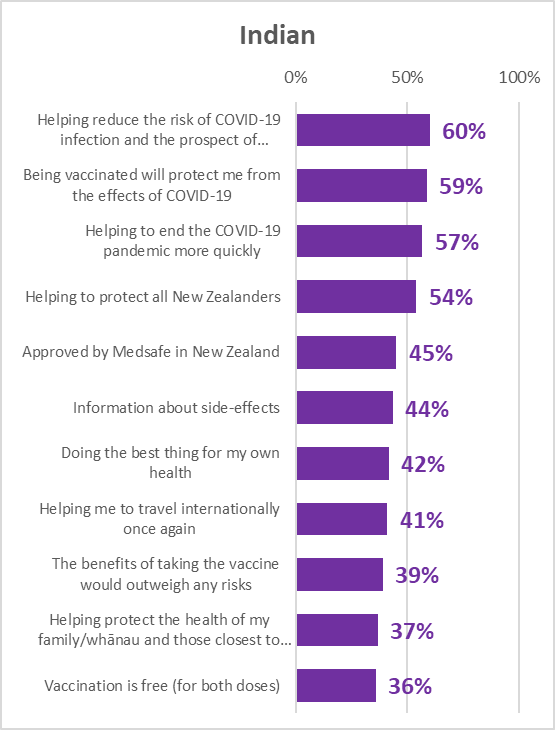 Indian
0% 50% 100%
Helping reduce the risk of COVID-19
infection and the prospect of…
60%
Being vaccinated will protect me from
the effects of COVID-19
59%
Helping to end the COVID-19
pandemic more quickly
57%
Helping to protect all New Zealanders
54%
Approved by Medsafe in New Zealand
45%
Information about side-effects
44%
Doing the best thing for my own
health
42%
Helping me to travel internationally
once again
41%
The benefits of taking the vaccine
would outweigh any risks
39%
Helping protect the health of my
family/whānau and those closest to…
37%
Vaccination is free (for both doses)
36%